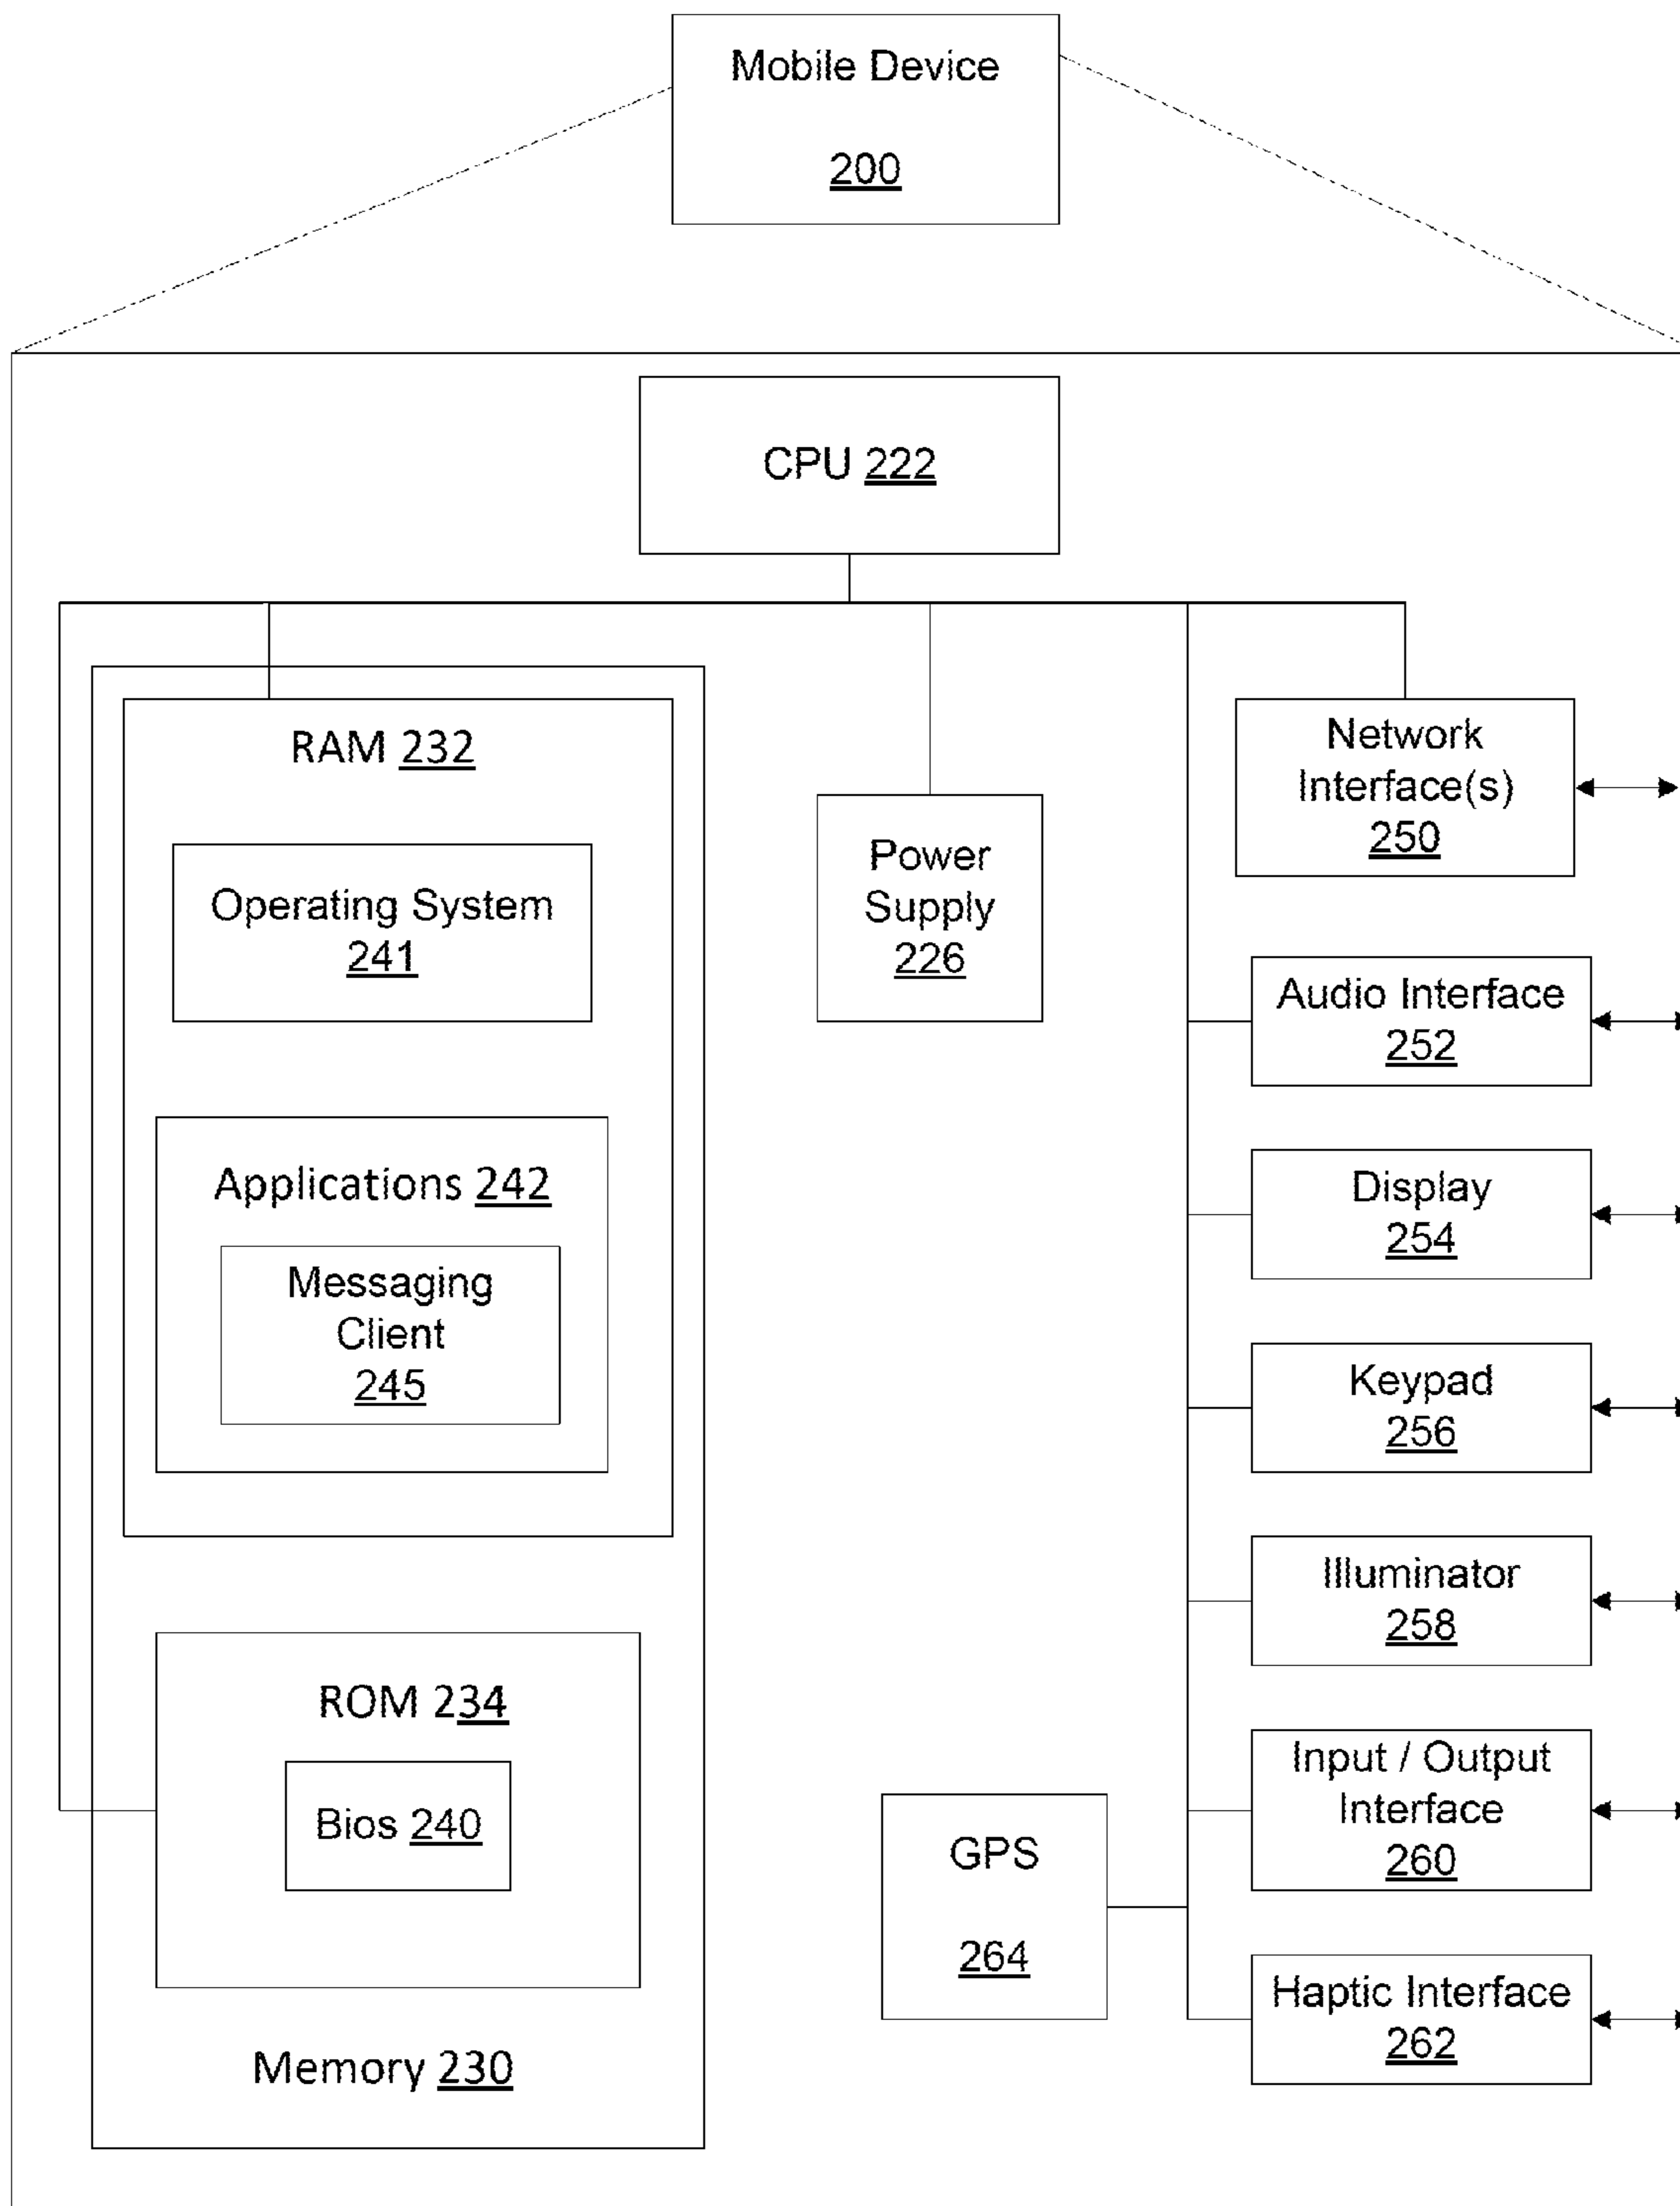 Mobile Device
200
CPU 222
RAM 232
Operating System
241
Applications 242
Messaging
Client
245
ROM 234
Bios 240
Memory 230
Power
Supply
226
GPS
264
Network
Interface(s)
250
Audio Interface
252
Display
254
Keypad
256
Illuminator
258
Input / Output
Interface
260
Haptic Interface
262